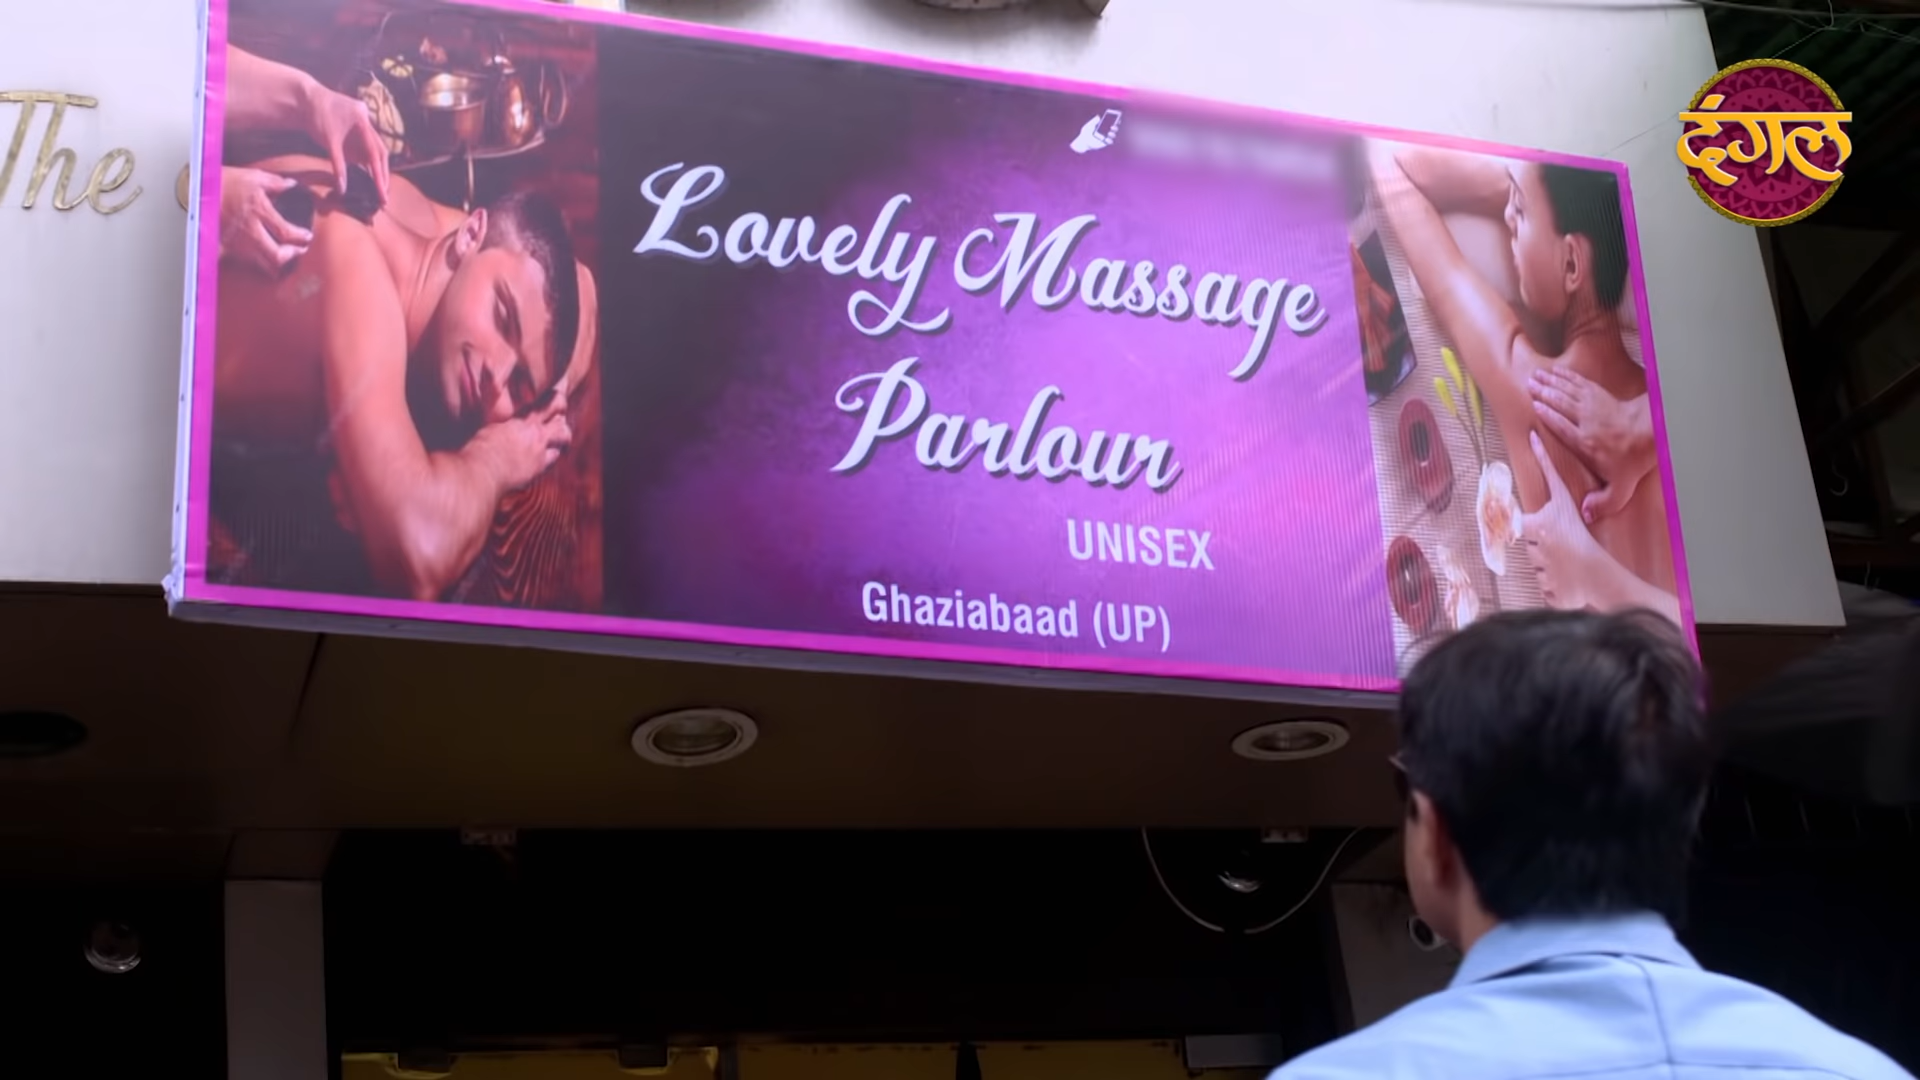 The
दंगल
Lovely Massage
Parlour
UNISEX
Ghaziabaad (UP)